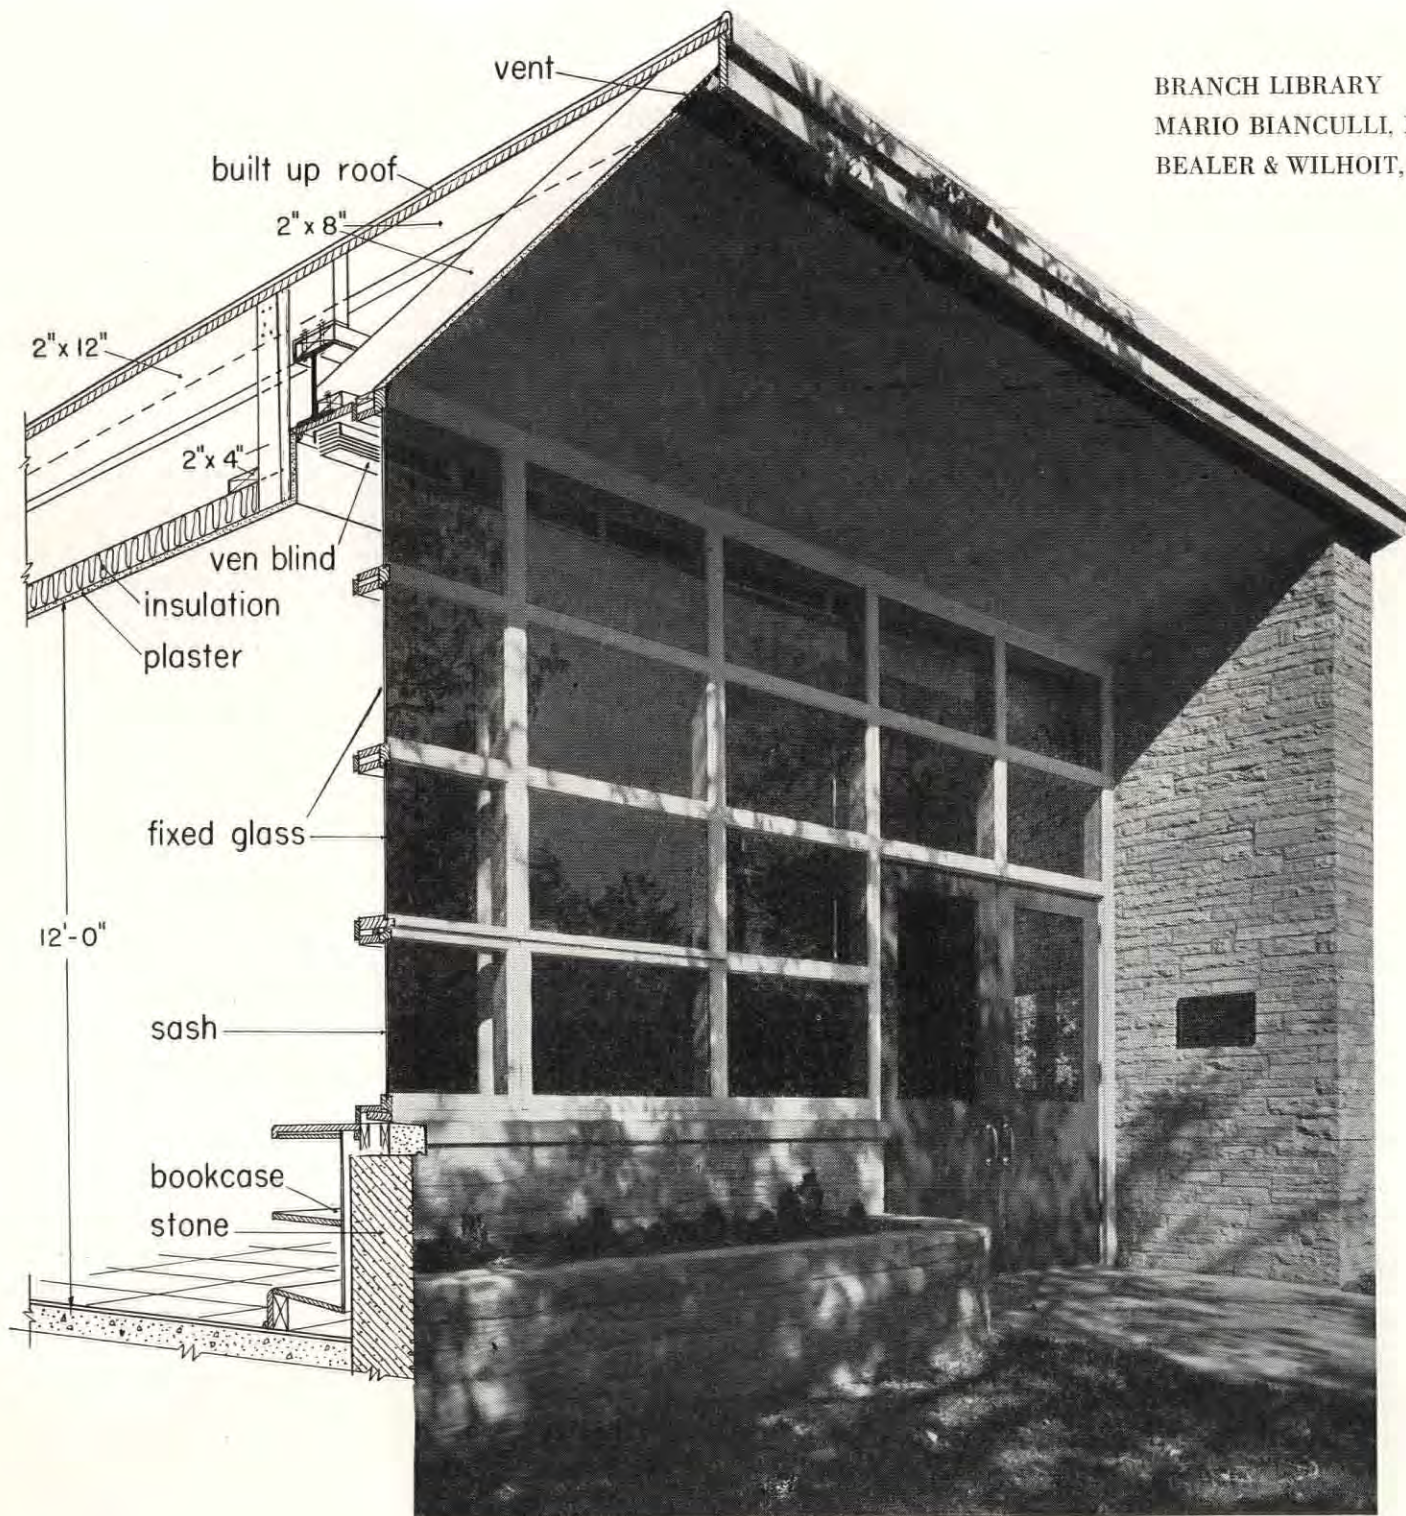 BRANCH LIBRARY
MARIO BIANCULLI,
BEALER & WILHOIT,
vent
built up roof
2"x 8"
2"x 12"
2"x 4"
ven blind
insulation
plaster
fixed glass
12'-0"
sash
bookcase
stone